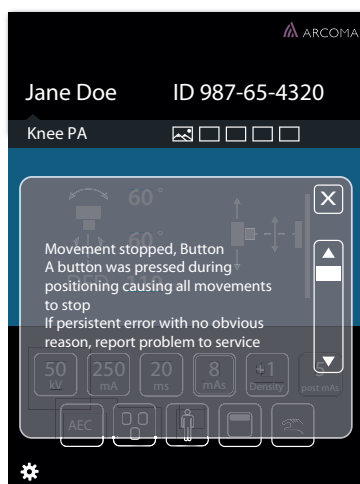 ARCOMA
Jane Doe ID 987-65-4320
Knee PA
60°
60°
Movement stopped, Button
A button was pressed during
positioning causing all movements
to stop
If persistent error with no obvious
reason, report problem to service
50 250 20 8 +1
kV mA ms mAs Density post mAs
AEC